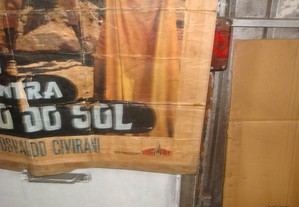 NTRA
O DO SOL
OSVALDO CIVIRANI